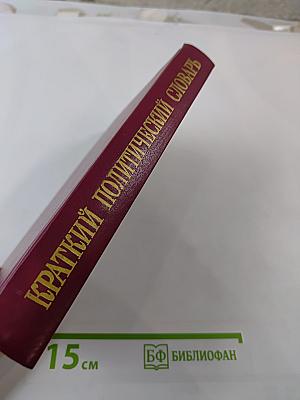 КРАТКИЙ ПОЛИТИЧЕСКИЙ СЛОВАРЬ
15 см
БФ БИБЛИОФАН